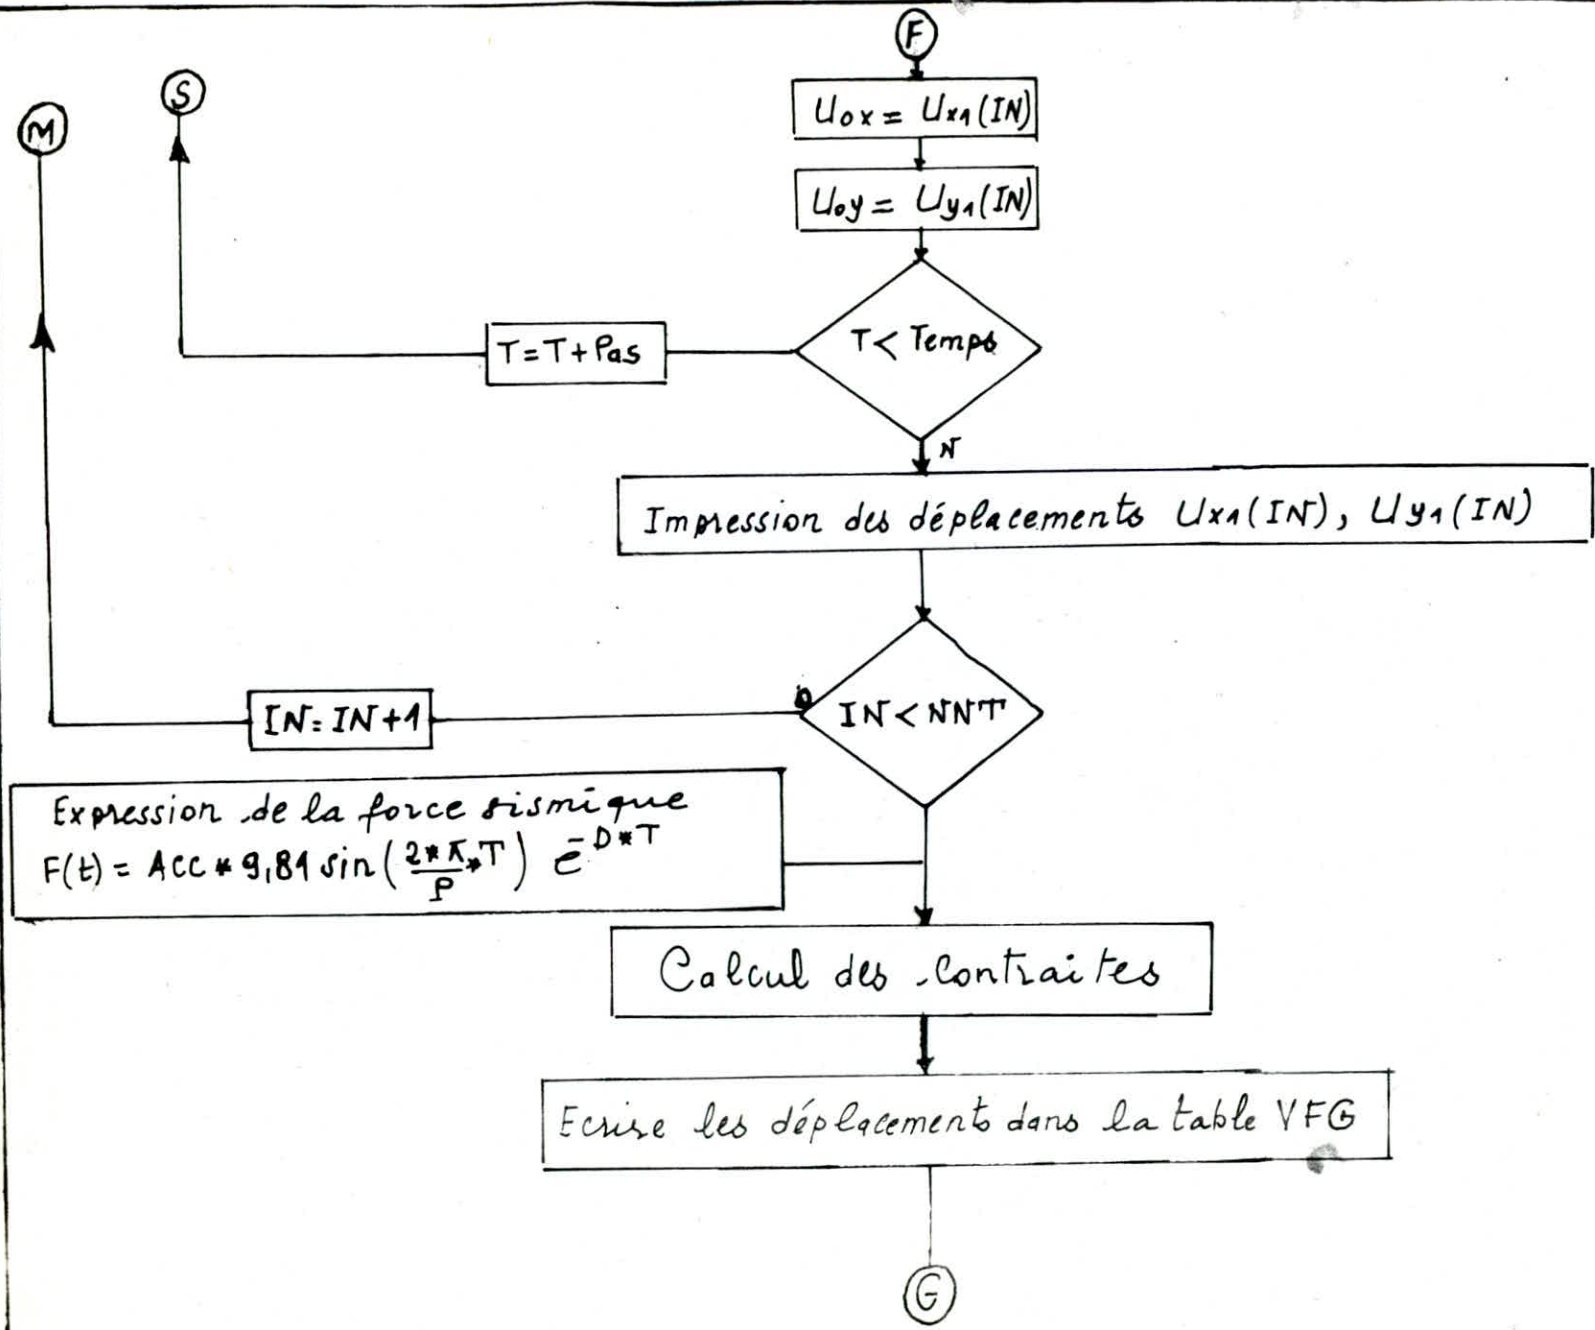 F
S
M
Uox = Ux1(IN)
Uoy = Uy1(IN)
T < Temps
T = T + Pas
N
Impression des déplacements Ux1(IN), Uy1(IN)
O
IN < NNT
IN = IN + 1
Expression de la force sismique
F(t) = Acc * 9,81 sin(2*π/P*T) e^-D*T
Calcul des contraites
Ecrise les déplacements dans la table VFG
G